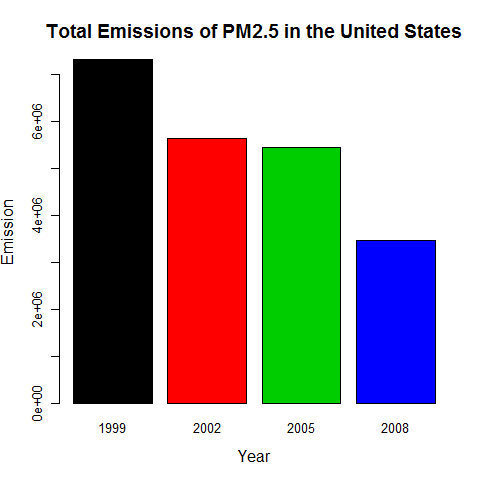 Total Emissions of PM2.5 in the United States
Emission
6e+06
4e+06
2e+06
0e+00
1999 2002 2005 2008
Year